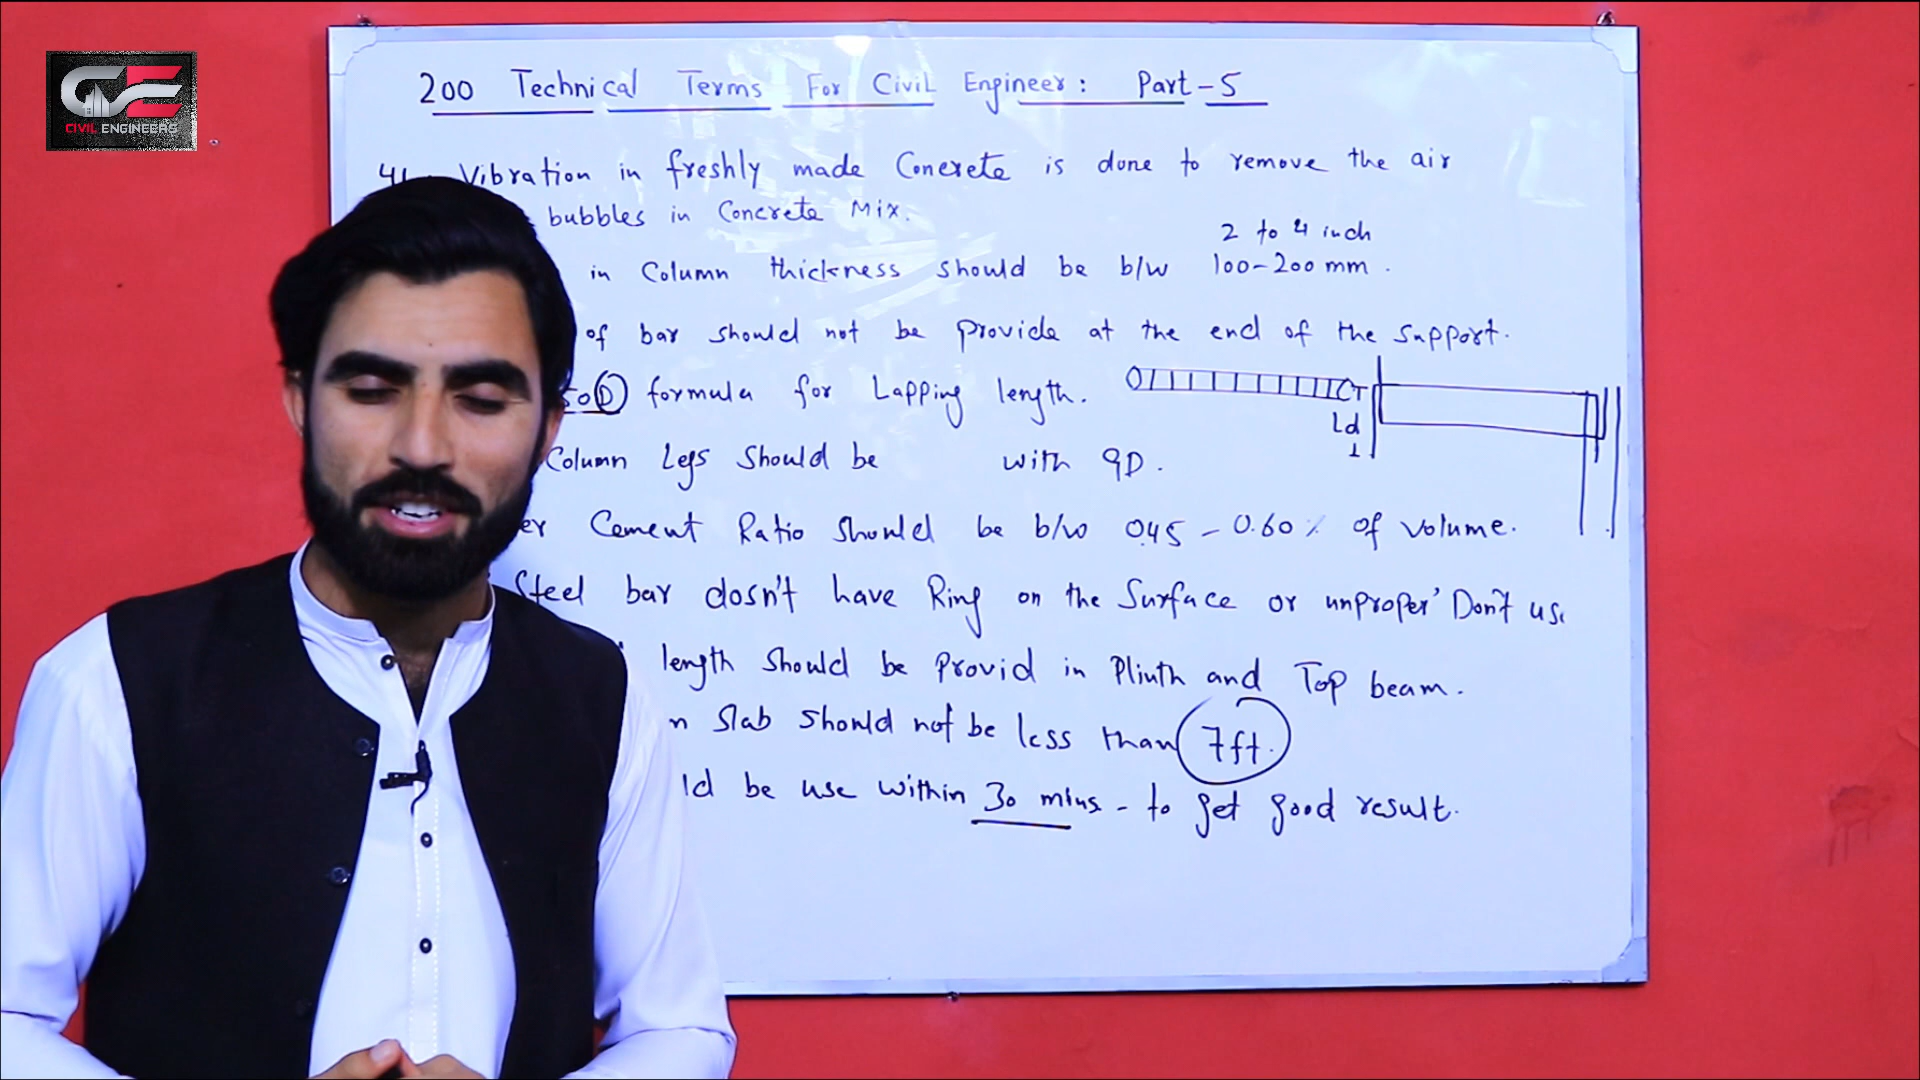 CE
CIVIL ENGINEERS
200 Technical Terms For Civil Engineer: Part-5
41 Vibration in freshly made Concrete is done to remove the air
bubbles in Concrete Mix.
2 to 4 inch
in Column thickness should be b/w 100-200 mm.
of bar should not be provide at the end of the support.
50D formula for Lapping length.
Ld
Column Legs Should be with 9D.
Cement Ratio Should be b/w 0.45 - 0.60% of volume.
Steel bar dosn't have Ring on the Surface or unproper' Don't use
length should be Provid in Plinth and Top beam.
Slab should not be less than 7ft.
be use within 30 mins - to get good result.